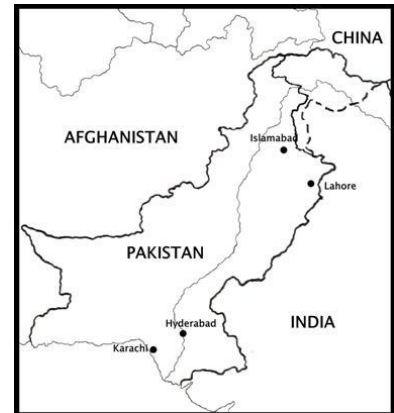 CHINA
AFGHANISTAN
Islamabad
Lahore
PAKISTAN
Hyderabad
INDIA
Karachi